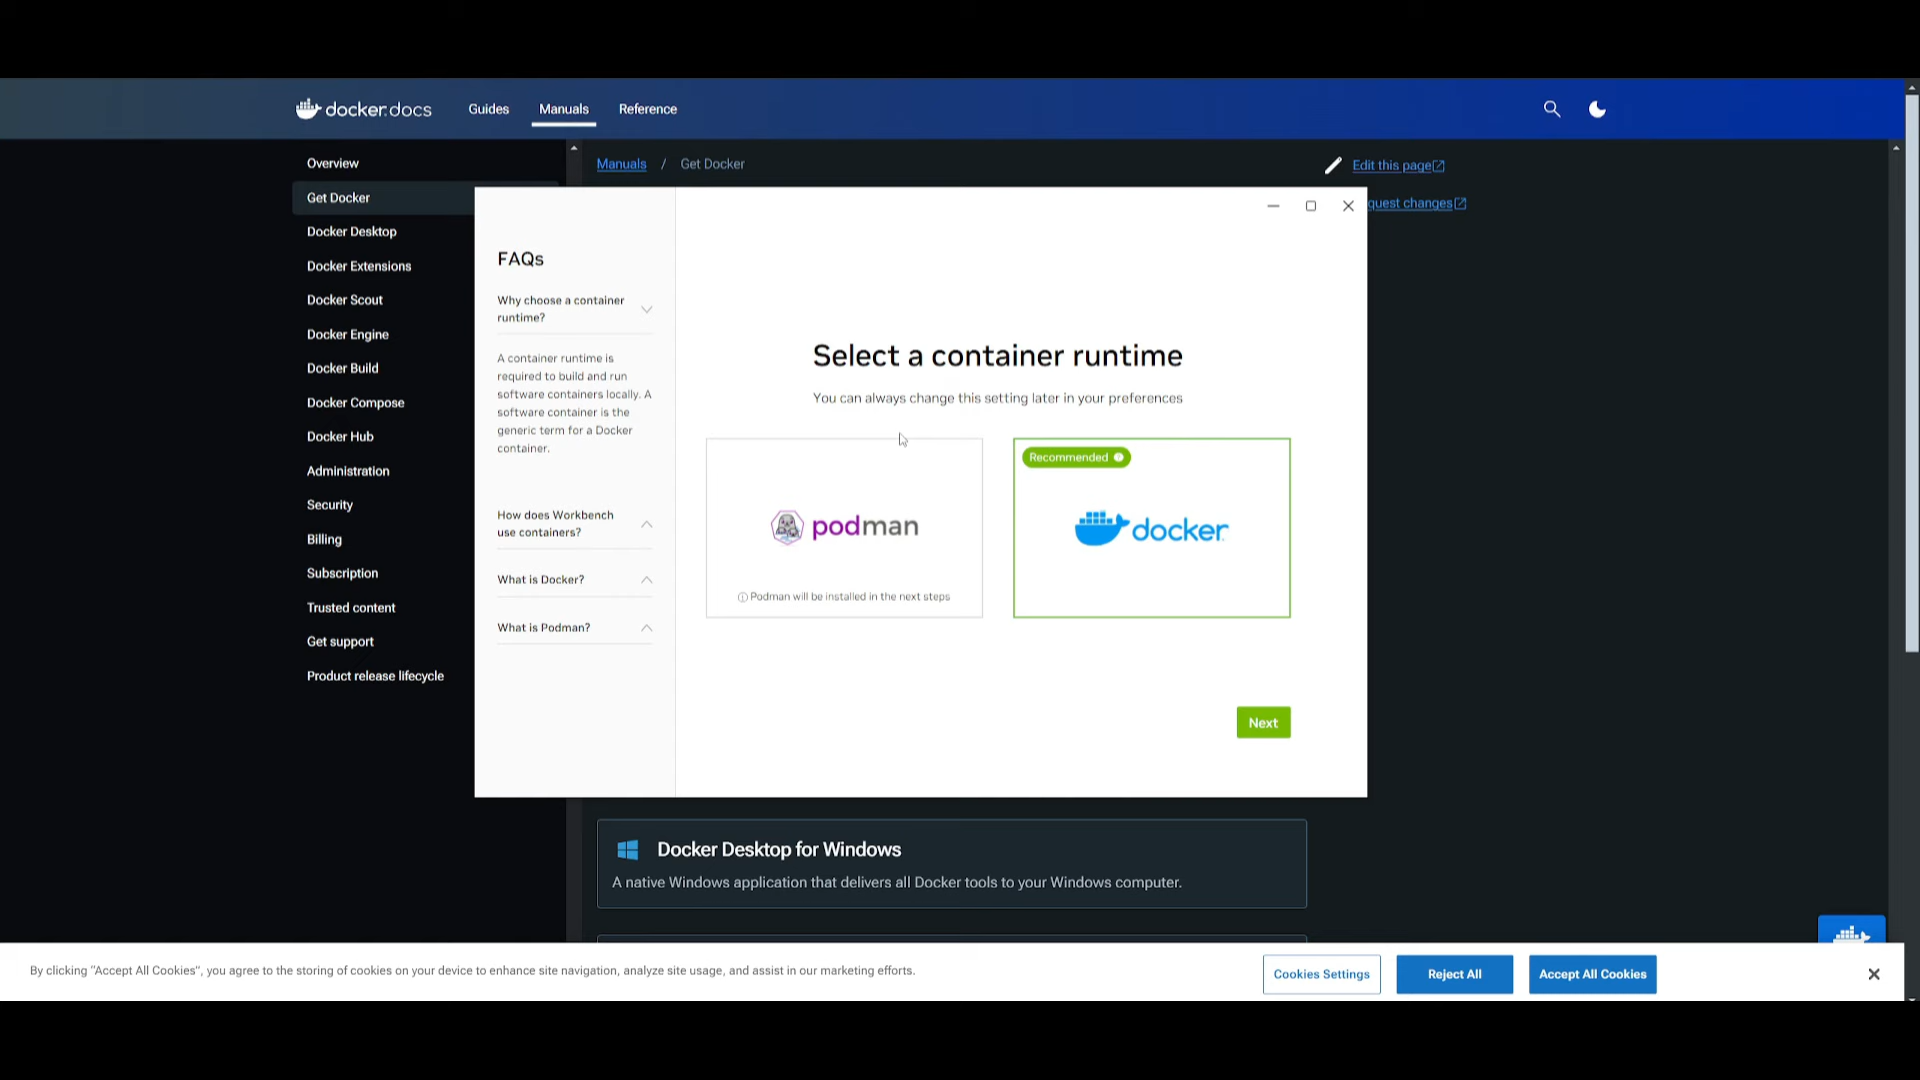 docker.docs
Guides
Manuals
Reference
Overview
Get Docker
Docker Desktop
Docker Extensions
Docker Scout
Docker Engine
Docker Build
Docker Compose
Docker Hub
Administration
Security
Billing
Subscription
Trusted content
Get support
Product release lifecycle
Manuals / Get Docker
Edit this page
quest changes
FAQs
Why choose a container
runtime?
A container runtime is
required to build and run
software containers locally. A
software container is the
generic term for a Docker
container.
How does Workbench
use containers?
What is Docker?
What is Podman?
Select a container runtime
You can always change this setting later in your preferences
podman
Podman will be installed in the next steps
Recommended
docker
Next
Docker Desktop for Windows
A native Windows application that delivers all Docker tools to your Windows computer.
By clicking "Accept All Cookies", you agree to the storing of cookies on your device to enhance site navigation, analyze site usage, and assist in our marketing efforts.
Cookies Settings
Reject All
Accept All Cookies